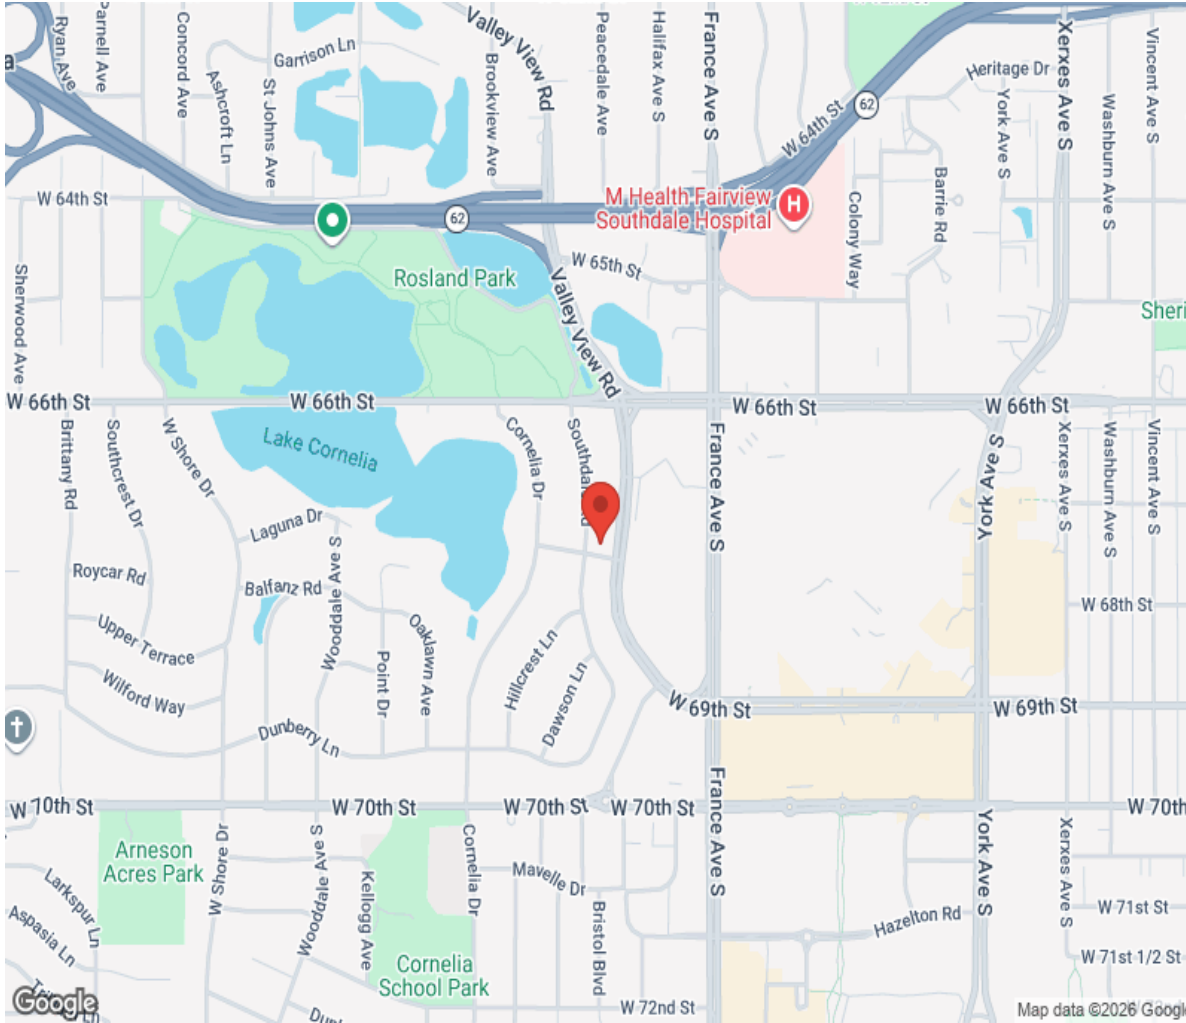 Ryan Ave
Parnell Ave
Concord Ave
Ashcroft Ln
St Johns Ave
Garrison Ln
Valley View Rd
Brookview Ave
Peacedale Ave
Halifax Ave S
France Ave S
62
W 64th St
Heritage Dr
York Ave S
Xerxes Ave S
Washburn Ave S
Vincent Ave S
W 64th St
62
M Health Fairview
Southdale Hospital
H
Colony Way
Barrie Rd
Sherwood Ave
Rosland Park
W 65th St
Valley View Rd
Sheri
W 66th St
W 66th St
W 66th St
W 66th St
Brittany Rd
Southcrest Dr
W Shore Dr
Lake Cornelia
Cornelia Dr
France Ave S
York Ave S
Xerxes Ave S
Washburn Ave S
Vincent Ave S
Laguna Dr
Wooddale Ave S
Roycar Rd
Balfanz Rd
Upper Terrace
Wilford Way
Point Dr
Oaklawn Ave
Hillcrest Ln
Dawson Ln
W 68th St
W 69th St
W 69th St
Dunberry Ln
W 70th St
W 70th St
W 70th St
W 70th
Arneson
Acres Park
W Shore Dr
Wooddale Ave S
Kellogg Ave
Cornelia Dr
Mavelle Dr
Bristol Blvd
France Ave S
York Ave S
Xerxes Ave S
Hazelton Rd
W 71st St
W 71st 1/2 St
Larkspur Ln
Aspasia Ln
Cornelia
School Park
W 72nd St
Google
Map data ©2026 Google